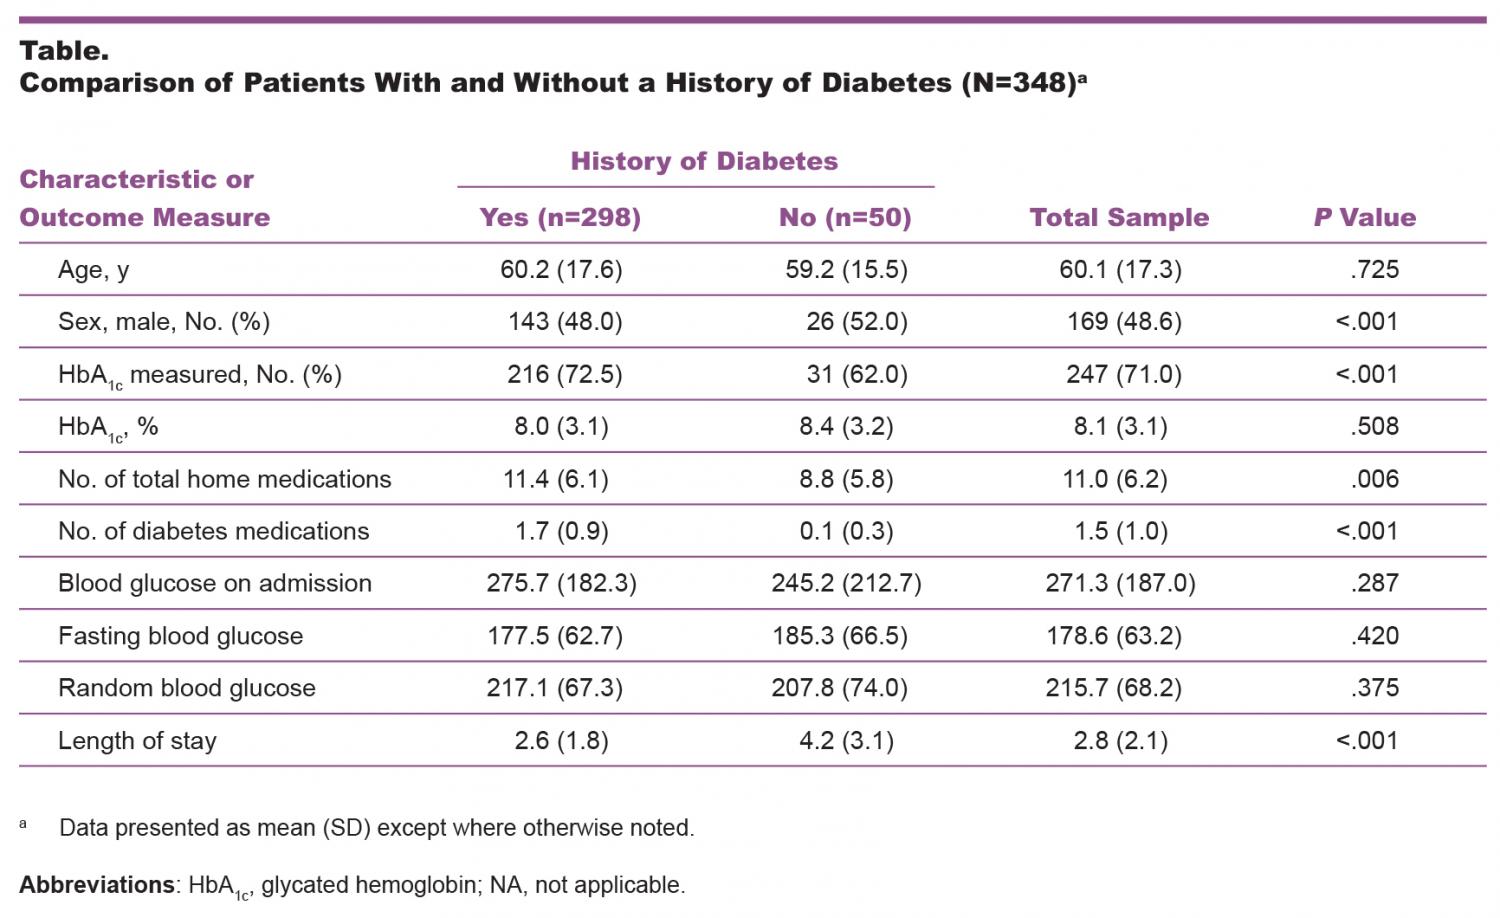 Table.
Comparison of Patients With and Without a History of Diabetes (N=348)ᵃ
History of Diabetes
Characteristic or
Outcome Measure Yes (n=298) No (n=50) Total Sample P Value
Age, y 60.2 (17.6) 59.2 (15.5) 60.1 (17.3) .725
Sex, male, No. (%) 143 (48.0) 26 (52.0) 169 (48.6) <.001
HbA1c measured, No. (%) 216 (72.5) 31 (62.0) 247 (71.0) <.001
HbA1c, % 8.0 (3.1) 8.4 (3.2) 8.1 (3.1) .508
No. of total home medications 11.4 (6.1) 8.8 (5.8) 11.0 (6.2) .006
No. of diabetes medications 1.7 (0.9) 0.1 (0.3) 1.5 (1.0) <.001
Blood glucose on admission 275.7 (182.3) 245.2 (212.7) 271.3 (187.0) .287
Fasting blood glucose 177.5 (62.7) 185.3 (66.5) 178.6 (63.2) .420
Random blood glucose 217.1 (67.3) 207.8 (74.0) 215.7 (68.2) .375
Length of stay 2.6 (1.8) 4.2 (3.1) 2.8 (2.1) <.001
ᵃ Data presented as mean (SD) except where otherwise noted.
Abbreviations: HbA1c, glycated hemoglobin; NA, not applicable.